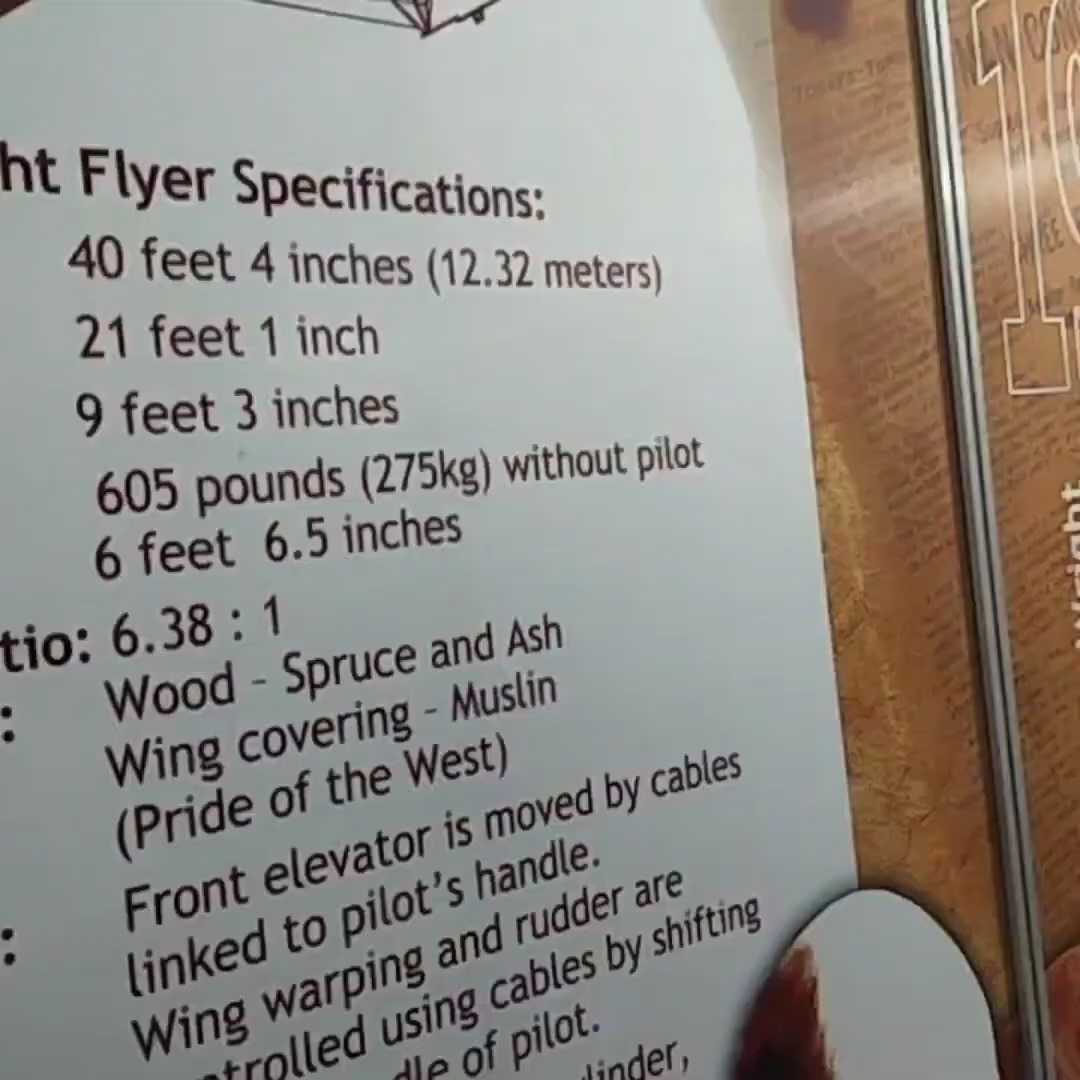 ht Flyer Specifications:
40 feet 4 inches (12.32 meters)
21 feet 1 inch
9 feet 3 inches
605 pounds (275kg) without pilot
6 feet 6.5 inches
tio: 6.38 : 1
: Wood - Spruce and Ash
Wing covering - Muslin
(Pride of the West)
: Front elevator is moved by cables
linked to pilot's handle.
Wing warping and rudder are
trolled using cables by shifting
dle of pilot.
linder,
Wright